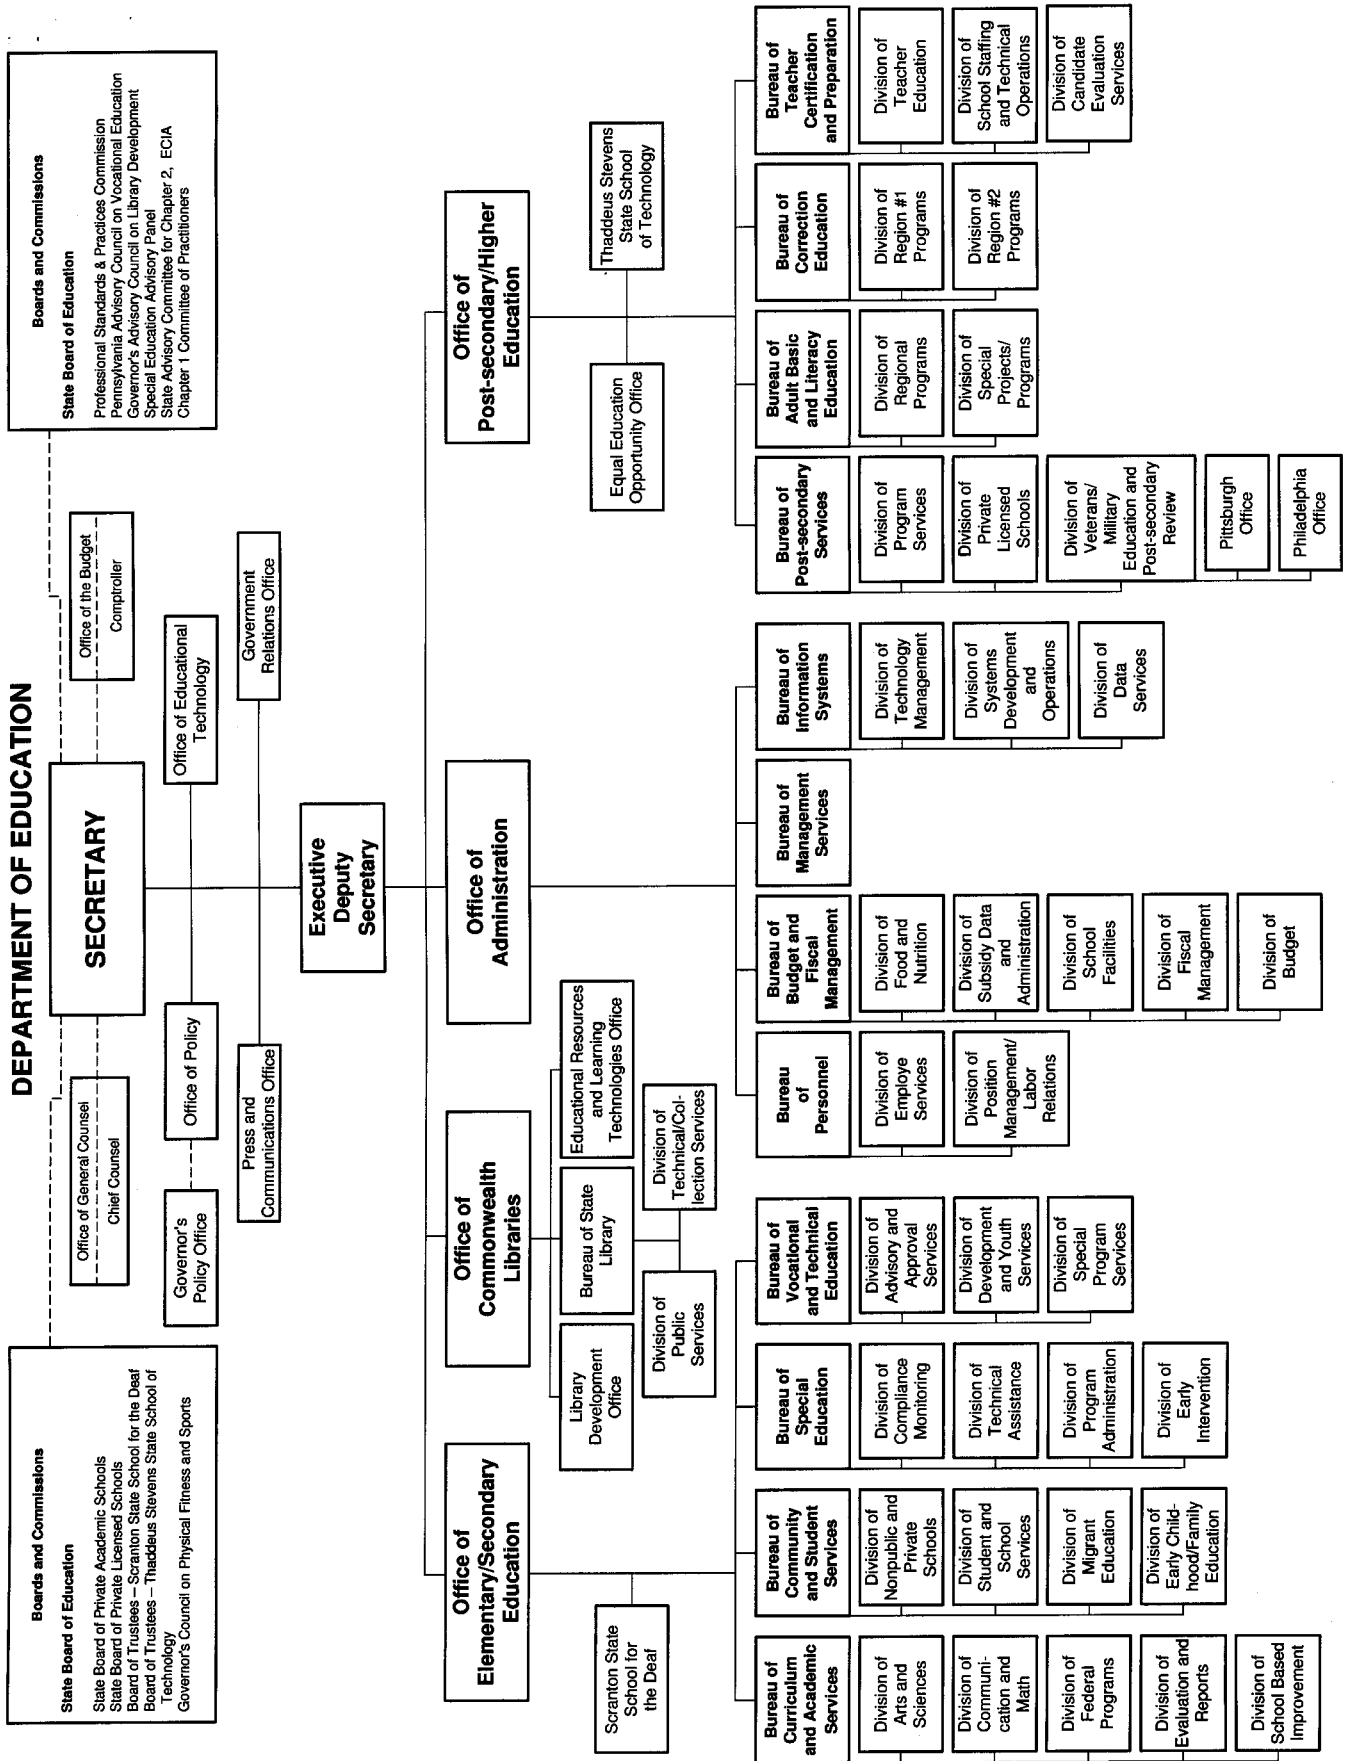 DEPARTMENT OF EDUCATION
Boards and Commissions
State Board of Education
State Board of Private Academic Schools
State Board of Private Licensed Schools
Board of Trustees – Scranton State School for the Deaf
Board of Trustees – Thaddeus Stevens State School of
Technology
Governor's Council on Physical Fitness and Sports
SECRETARY
Boards and Commissions
State Board of Education
Professional Standards & Practices Commission
Pennsylvania Advisory Council on Vocational Education
Governor's Advisory Council on Library Development
Special Education Advisory Panel
State Advisory Committee for Chapter 2, ECIA
Chapter 1 Committee of Practitioners
Office of General Counsel
Chief Counsel
Office of the Budget
Comptroller
Governor's
Policy Office
Office of Policy
Office of Educational
Technology
Press and
Communications Office
Government
Relations Office
Executive
Deputy
Secretary
Office of
Elementary/Secondary
Education
Office of
Commonwealth
Libraries
Office of
Administration
Office of
Post-secondary/Higher
Education
Scranton State
School for
the Deaf
Library
Development
Office
Bureau of State
Library
Educational Resources
and Learning
Technologies Office
Division of
Public
Services
Division of
Technical/Col-
lection Services
Equal Education
Opportunity Office
Thaddeus Stevens
State School
of Technology
Bureau of
Curriculum
and Academic
Services
Division of
Arts and
Sciences
Division of
Communi-
cation and
Math
Division of
Federal
Programs
Division of
Evaluation and
Reports
Division of
School Based
Improvement
Bureau of
Community
and Student
Services
Division of
Nonpublic and
Private
Schools
Division of
Student and
School
Services
Division of
Migrant
Education
Division of
Early Child-
hood/Family
Education
Bureau of
Special
Education
Division of
Compliance
Monitoring
Division of
Technical
Assistance
Division of
Program
Administration
Division of
Early
Intervention
Bureau of
Vocational
and Technical
Education
Division of
Advisory and
Approval
Services
Division of
Development
and Youth
Services
Division of
Special
Program
Services
Bureau
of
Personnel
Division of
Employe
Services
Division of
Position
Management/
Labor
Relations
Bureau of
Budget and
Fiscal
Management
Division of
Food and
Nutrition
Division of
Subsidy Data
and
Administration
Division of
School
Facilities
Division of
Fiscal
Management
Division of
Budget
Bureau of
Management
Services
Bureau of
Information
Systems
Division of
Technology
Management
Division of
Systems
Development
and
Operations
Division of
Data
Services
Bureau of
Post-secondary
Services
Division of
Program
Services
Division of
Private
Licensed
Schools
Division of
Veterans/
Military
Education and
Post-secondary
Review
Pittsburgh
Office
Philadelphia
Office
Bureau of
Adult Basic
and Literacy
Education
Division of
Regional
Programs
Division of
Special
Projects/
Programs
Bureau of
Correction
Education
Division of
Region #1
Programs
Division of
Region #2
Programs
Bureau of
Teacher
Certification
and Preparation
Division of
Teacher
Education
Division of
School Staffing
and Technical
Operations
Division of
Candidate
Evaluation
Services